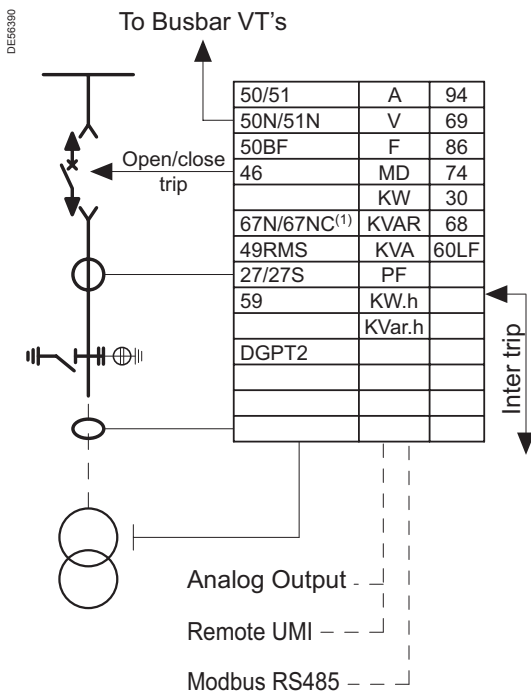 DE56390
To Busbar VT's
50/51 A 94
50N/51N V 69
50BF F 86
Open/close
trip
46 MD 74
KW 30
67N/67NC(1) KVAR 68
49RMS KVA 60LF
27/27S PF
59 KW.h
KVar.h
DGPT2
Inter trip
Analog Output
Remote UMI
Modbus RS485